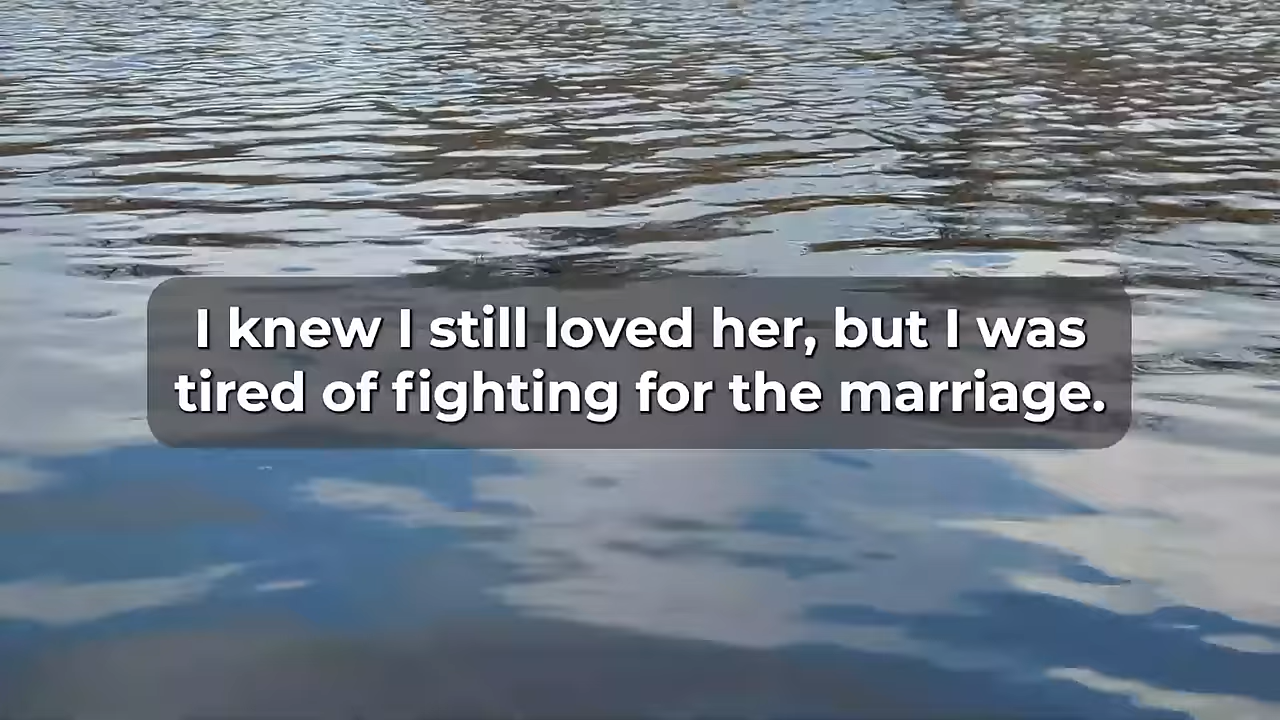 I knew I still loved her, but I was
tired of fighting for the marriage.